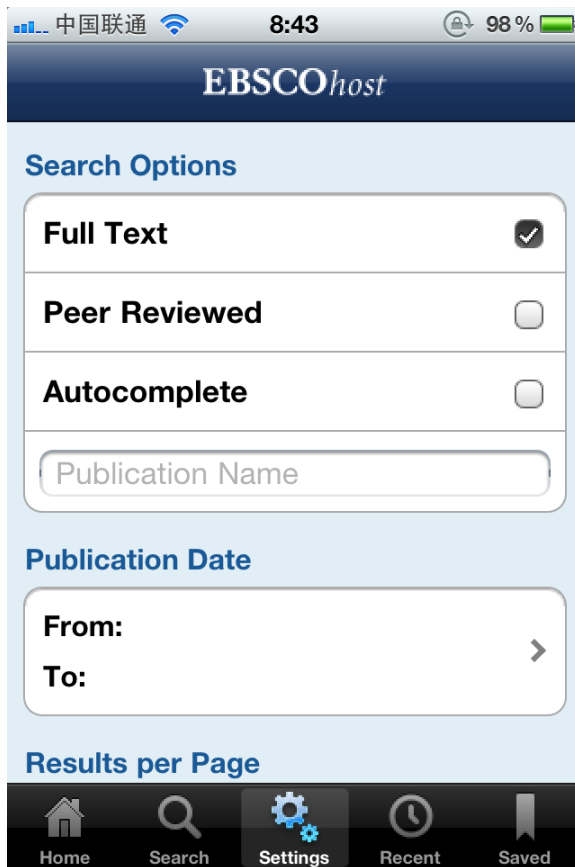 中国联通 8:43 98%
EBSCOhost
Search Options
Full Text
Peer Reviewed
Autocomplete
Publication Name
Publication Date
From:
To:
Results per Page
Home Search Settings Recent Saved